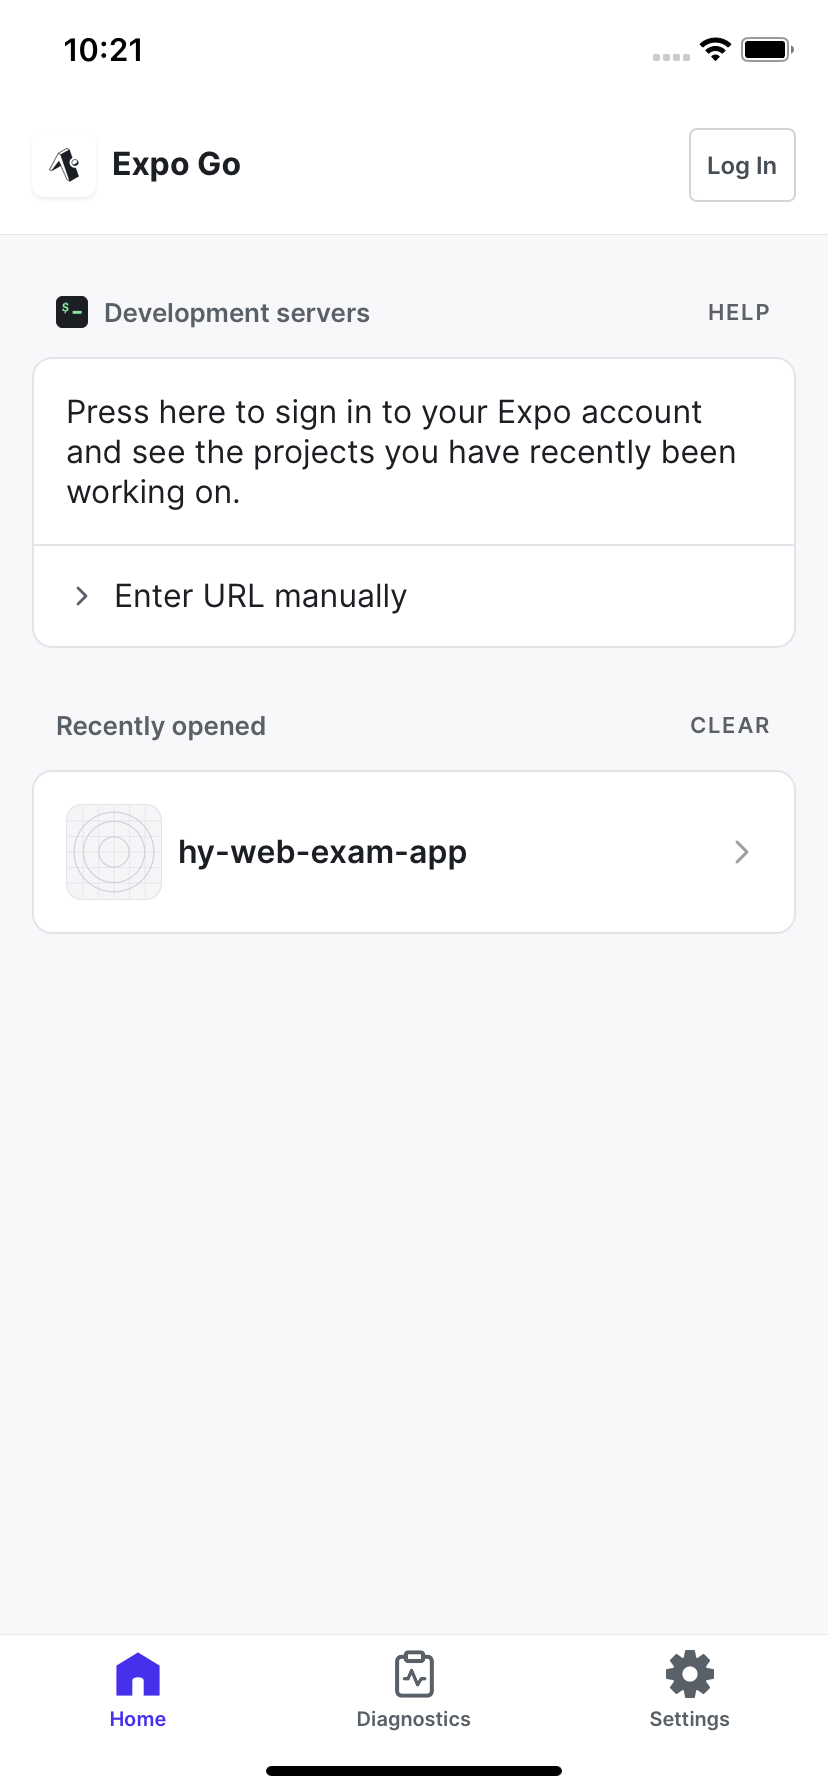 10:21
Expo Go
Log In
$
Development servers
HELP
Press here to sign in to your Expo account
and see the projects you have recently been
working on.
Enter URL manually
Recently opened
CLEAR
hy-web-exam-app
Home
Diagnostics
Settings